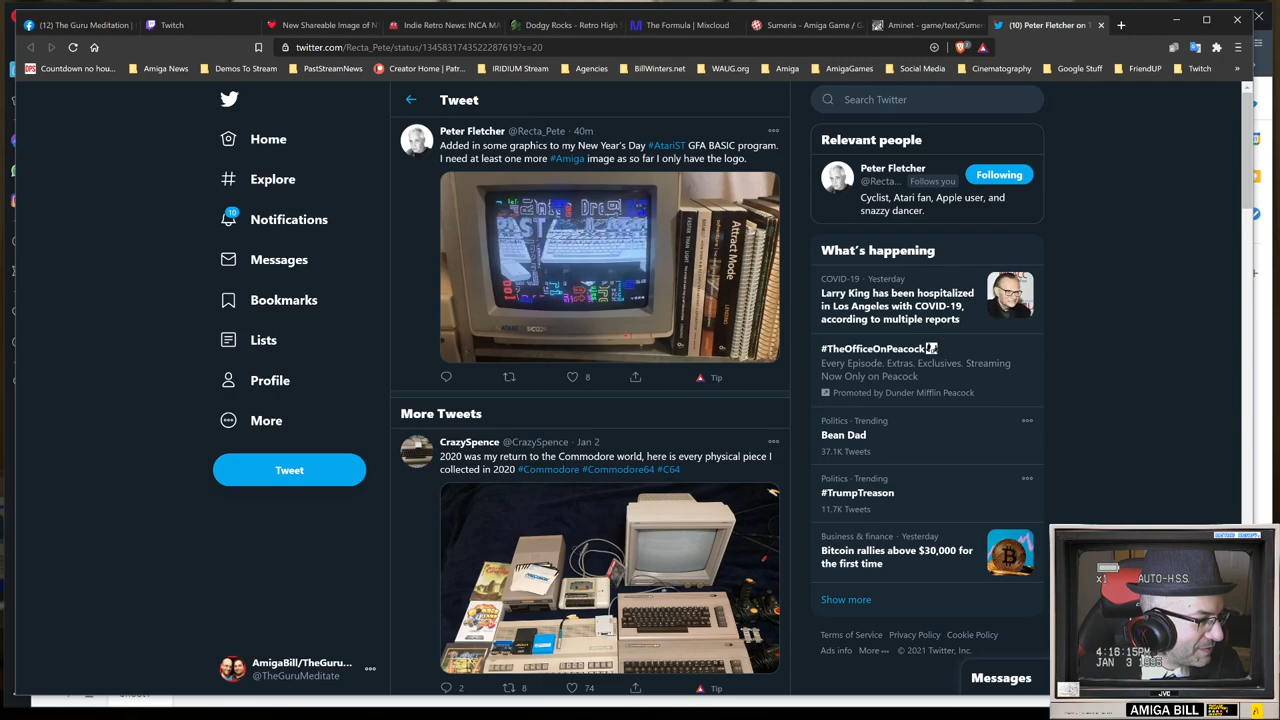 (12) The Guru Meditation
Twitch
New Shareable Image of N
Indie Retro News: INCA MA
Dodgy Rocks - Retro High
The Formula | Mixcloud
Sumeria - Amiga Game / G
Aminet - game/text/Sumer
(10) Peter Fletcher on T
twitter.com/Recta_Pete/status/1345831743522287619?s=20
Countdown no hou...
Amiga News
Demos To Stream
PastStreamNews
Creator Home | Patr...
IRIDIUM Stream
Agencies
BillWinters.net
WAUG.org
Amiga
AmigaGames
Social Media
Cinematography
Google Stuff
FriendUP
Twitch
»
Home
Explore
10
Notifications
Messages
Bookmarks
Lists
Profile
More
Tweet
AmigaBill/TheGuru...
@TheGuruMeditate
Tweet
Peter Fletcher @Recta_Pete · 40m
Added in some graphics to my New Year's Day #AtariST GFA BASIC program.
I need at least one more #Amiga image as so far I only have the logo.
Attract Mode
8
Tip
More Tweets
CrazySpence @CrazySpence · Jan 2
2020 was my return to the Commodore world, here is every physical piece I
collected in 2020 #Commodore #Commodore64 #C64
2
8
74
Tip
Search Twitter
Relevant people
Peter Fletcher
@Recta... Follows you
Following
Cyclist, Atari fan, Apple user, and
snazzy dancer.
What's happening
COVID-19 · Yesterday
Larry King has been hospitalized
in Los Angeles with COVID-19,
according to multiple reports
#TheOfficeOnPeacock
Every Episode. Extras. Exclusives. Streaming
Now Only on Peacock
Promoted by Dunder Mifflin Peacock
Politics · Trending
Bean Dad
37.1K Tweets
Politics · Trending
#TrumpTreason
11.7K Tweets
Business & finance · Yesterday
Bitcoin rallies above $30,000 for
the first time
Show more
Terms of Service Privacy Policy Cookie Policy
Ads info More ··· © 2021 Twitter, Inc.
Messages
x1 AUTO-H.S.S.
4:16:15PM
JAN 3
JVC
AMIGA BILL